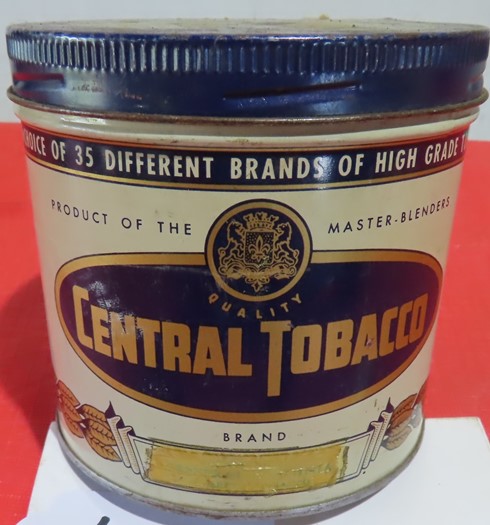 CHOICE OF 35 DIFFERENT BRANDS OF HIGH GRADE
PRODUCT OF THE MASTER-BLENDERS
QUALITY
CENTRAL TOBACCO
BRAND